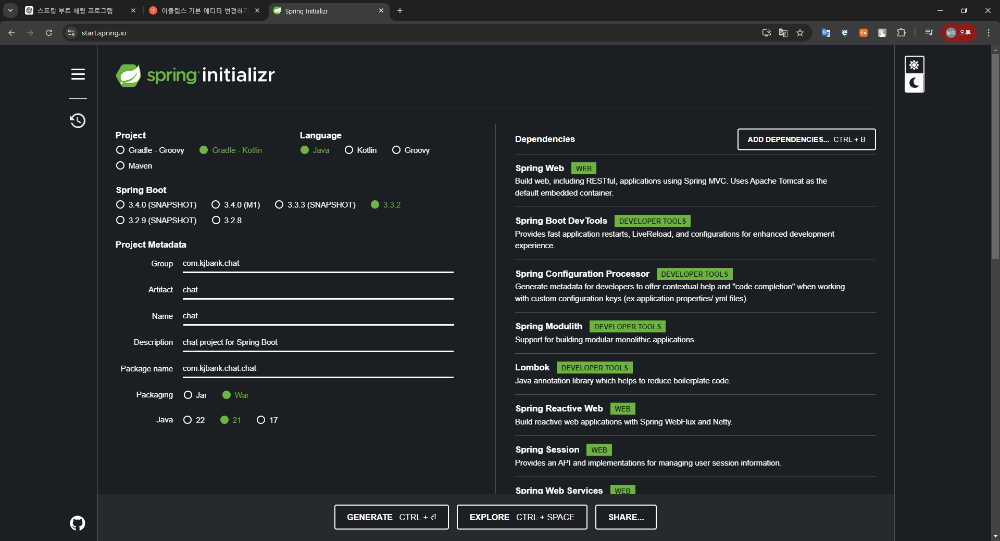 스프링 부트 채팅 프로그램
이클립스 기본 에디터 변경하기
Spring Initializr
start.spring.io
남주 오류
spring initializr
Project
Gradle - Groovy
Gradle - Kotlin
Maven
Language
Java
Kotlin
Groovy
Spring Boot
3.4.0 (SNAPSHOT)
3.4.0 (M1)
3.3.3 (SNAPSHOT)
3.3.2
3.2.9 (SNAPSHOT)
3.2.8
Project Metadata
Group com.kjbank.chat
Artifact chat
Name chat
Description chat project for Spring Boot
Package name com.kjbank.chat.chat
Packaging Jar War
Java 22 21 17
Dependencies
ADD DEPENDENCIES... CTRL + B
Spring Web WEB
Build web, including RESTful, applications using Spring MVC. Uses Apache Tomcat as the
default embedded container.
Spring Boot DevTools DEVELOPER TOOLS
Provides fast application restarts, LiveReload, and configurations for enhanced development
experience.
Spring Configuration Processor DEVELOPER TOOLS
Generate metadata for developers to offer contextual help and "code completion" when working
with custom configuration keys (ex.application.properties/.yml files).
Spring Modulith DEVELOPER TOOLS
Support for building modular monolithic applications.
Lombok DEVELOPER TOOLS
Java annotation library which helps to reduce boilerplate code.
Spring Reactive Web WEB
Build reactive web applications with Spring WebFlux and Netty.
Spring Session WEB
Provides an API and implementations for managing user session information.
Spring Web Services WEB
GENERATE CTRL + ⏎
EXPLORE CTRL + SPACE
SHARE...